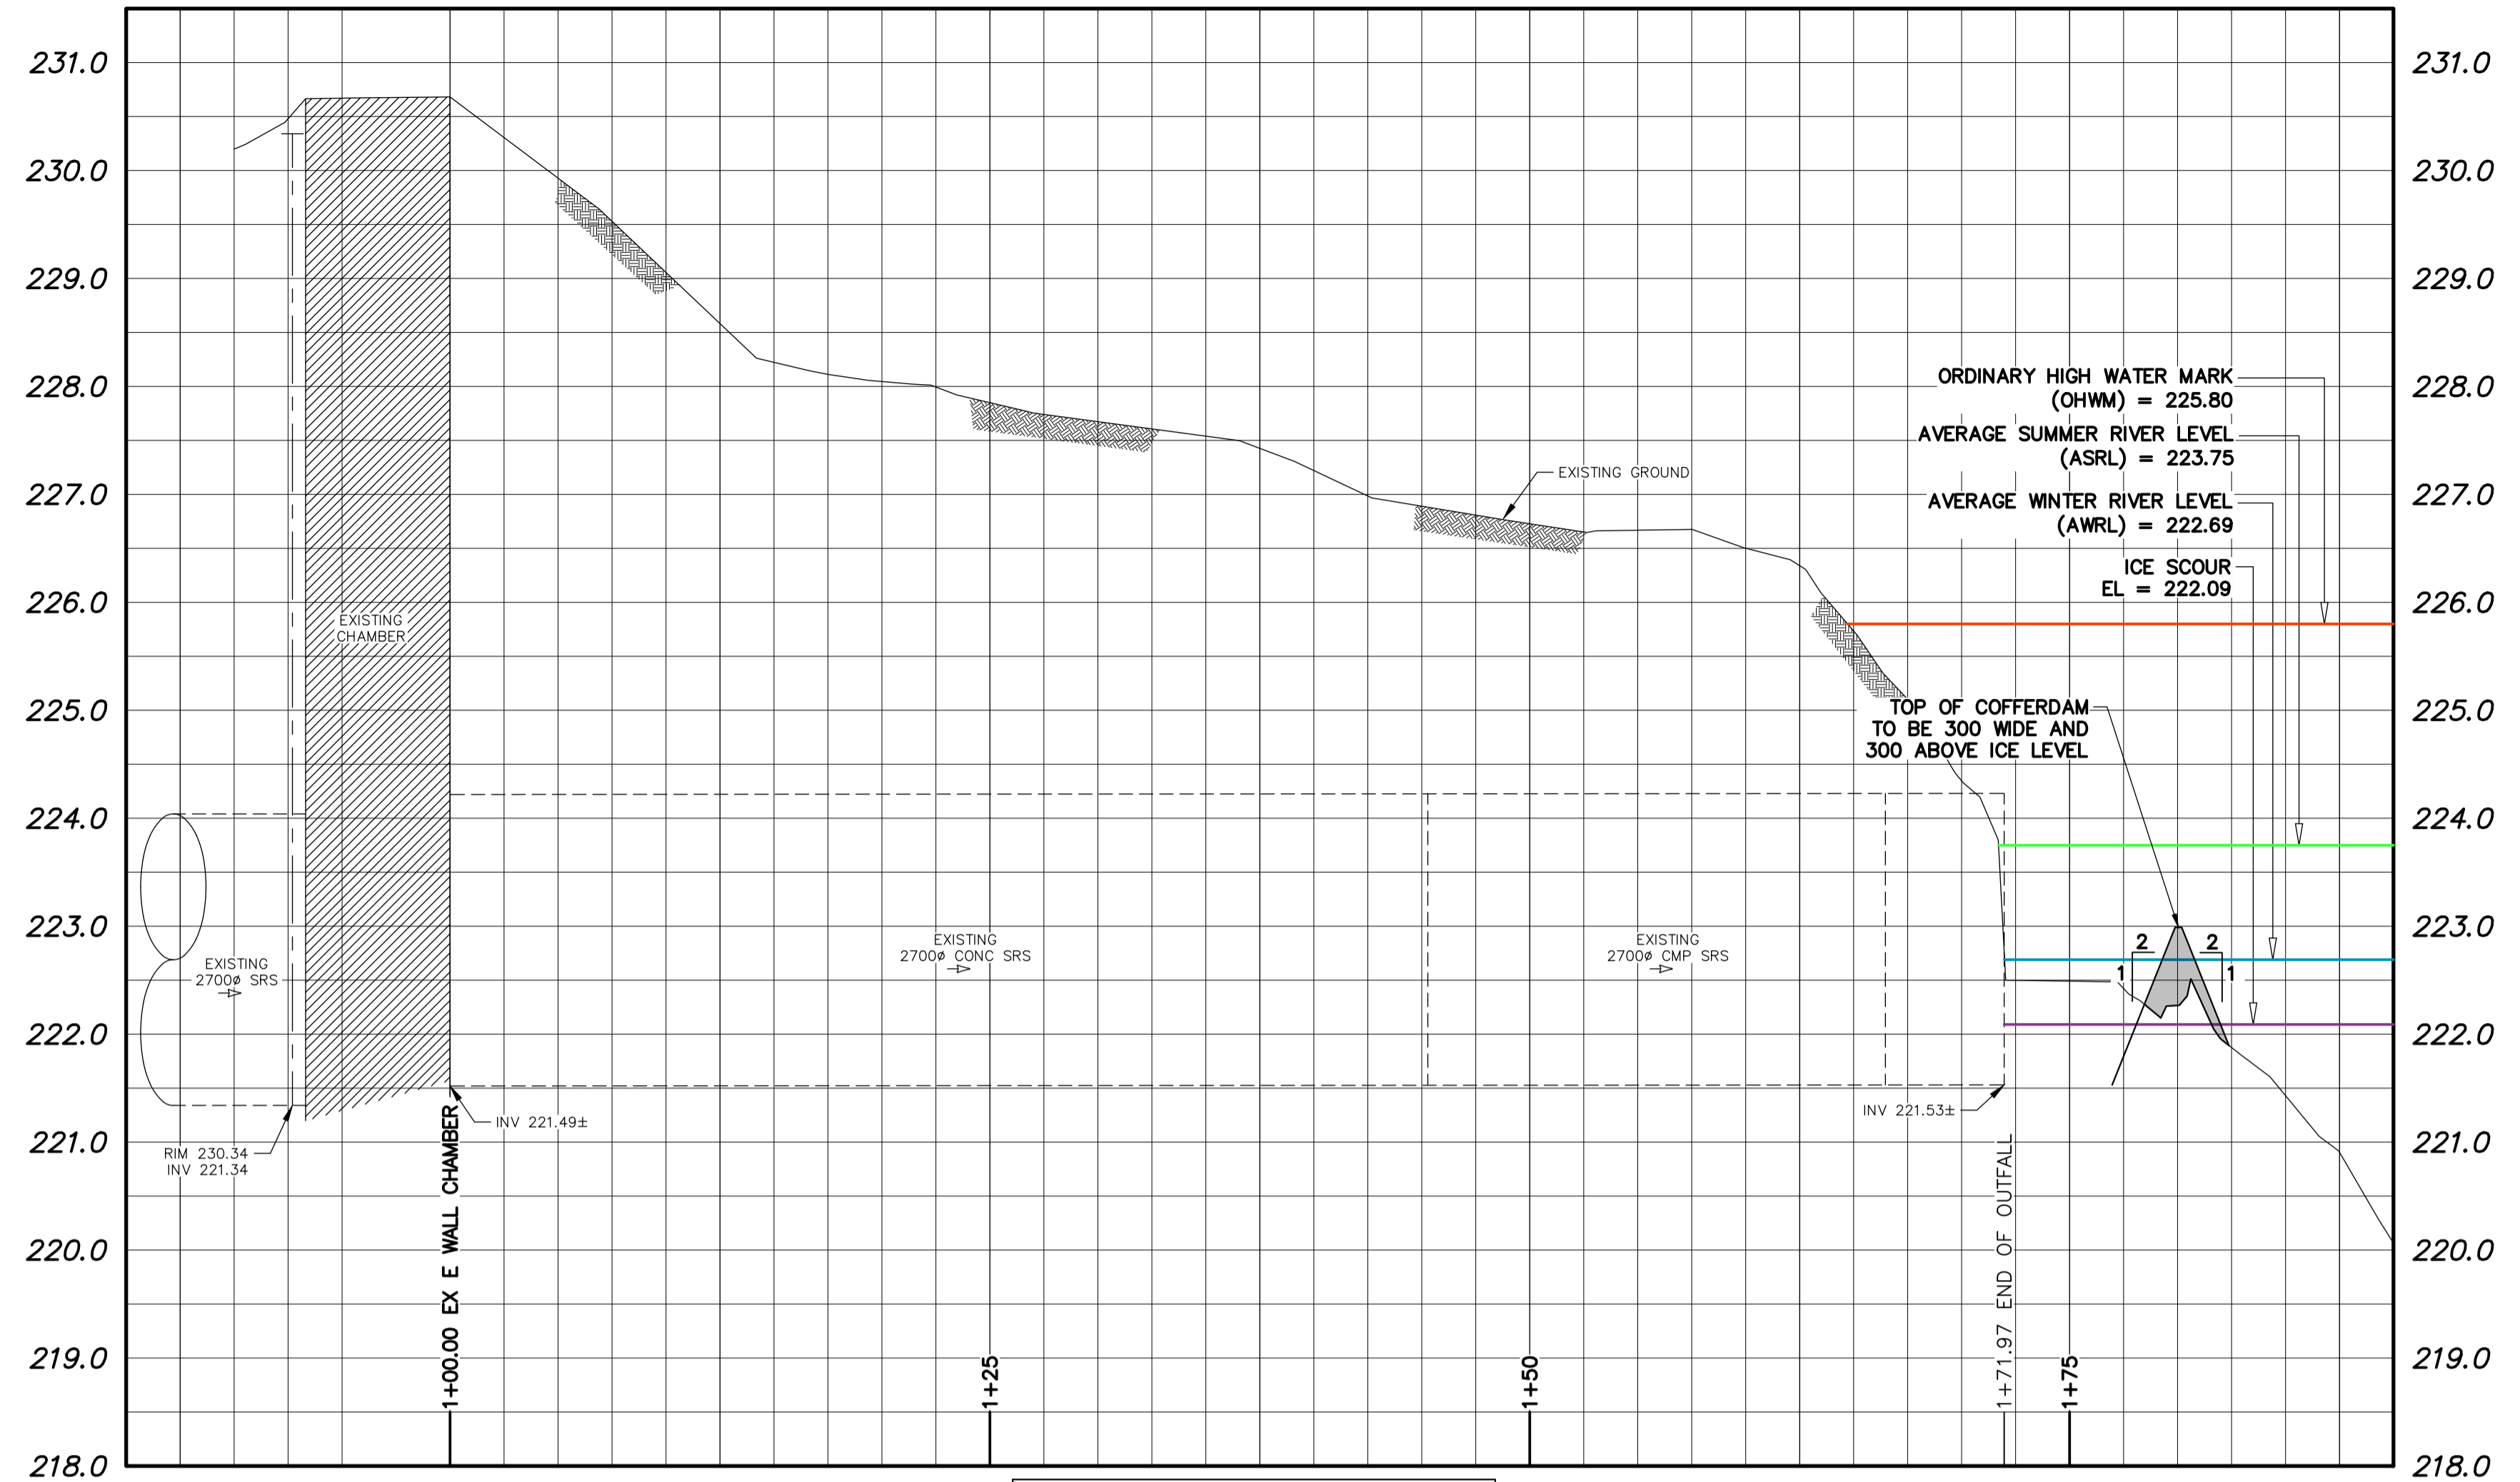 231.0
230.0
229.0
228.0
227.0
226.0
225.0
224.0
223.0
222.0
221.0
220.0
219.0
218.0
231.0
230.0
229.0
228.0
227.0
226.0
225.0
224.0
223.0
222.0
221.0
220.0
219.0
218.0
ORDINARY HIGH WATER MARK
(OHWM) = 225.80
AVERAGE SUMMER RIVER LEVEL
(ASRL) = 223.75
AVERAGE WINTER RIVER LEVEL
(AWRL) = 222.69
ICE SCOUR
EL = 222.09
EXISTING GROUND
EXISTING
CHAMBER
TOP OF COFFERDAM
TO BE 300 WIDE AND
300 ABOVE ICE LEVEL
EXISTING
2700ø SRS
EXISTING
2700ø CONC SRS
EXISTING
2700ø CMP SRS
2
1
2
1
INV 221.49±
INV 221.53±
RIM 230.34
INV 221.34
1+00.00 EX E WALL CHAMBER
1+25
1+50
1+71.97 END OF OUTFALL
1+75